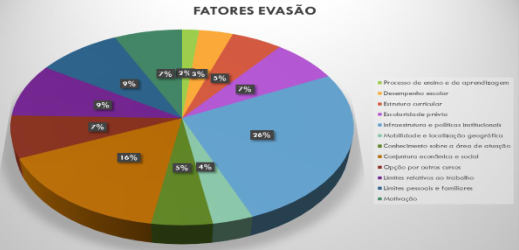 FATORES EVASÃO
7%
2%
3%
5%
7%
9%
26%
9%
7%
16%
5%
4%
Processo de ensino e de aprendizagem
Desempenho escolar
Estrutura curricular
Escolaridade prévia
Infraestrutura e políticas institucionais
Mobilidade e localização geográfica
Conhecimento sobre a área de atuação
Conjuntura econômica e social
Opção por outros cursos
Limites relativos ao trabalho
Limites pessoais e familiares
Motivação